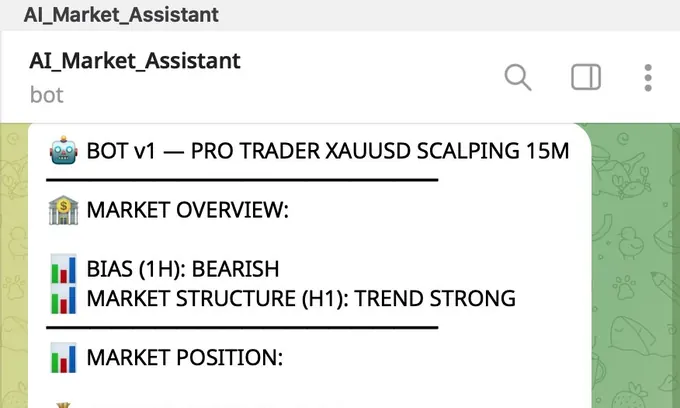 AI_Market_Assistant
AI_Market_Assistant
bot
BOT v1 — PRO TRADER XAUUSD SCALPING 15M
MARKET OVERVIEW:
BIAS (1H): BEARISH
MARKET STRUCTURE (H1): TREND STRONG
MARKET POSITION: